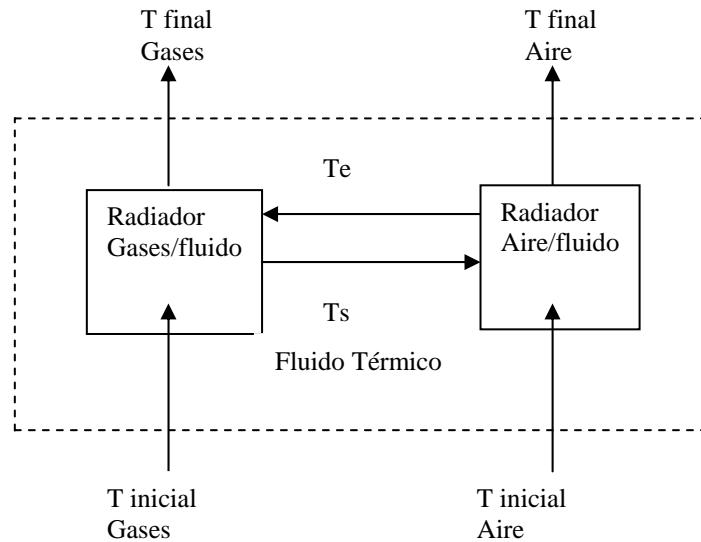 T final
Gases
T final
Aire
Te
Radiador
Gases/fluido
Radiador
Aire/fluido
Ts
Fluido Térmico
T inicial
Gases
T inicial
Aire